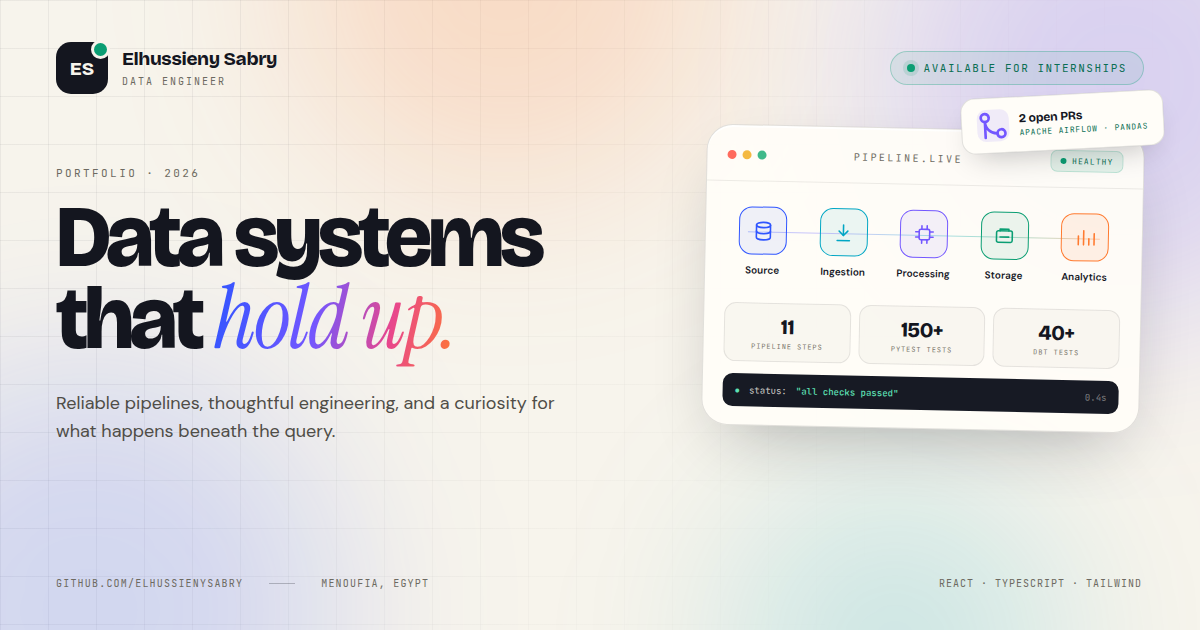 ES
Elhussieny Sabry
DATA ENGINEER
AVAILABLE FOR INTERNSHIPS
2 open PRs
APACHE AIRFLOW · PANDAS
PIPELINE.LIVE
HEALTHY
PORTFOLIO · 2026
Data systems
that hold up.
Reliable pipelines, thoughtful engineering, and a curiosity for
what happens beneath the query.
Source
Ingestion
Processing
Storage
Analytics
11
PIPELINE STEPS
150+
PYTEST TESTS
40+
DBT TESTS
status: "all checks passed"
0.4s
GITHUB.COM/ELHUSSIENYSABRY
MENOUFIA, EGYPT
REACT · TYPESCRIPT · TAILWIND